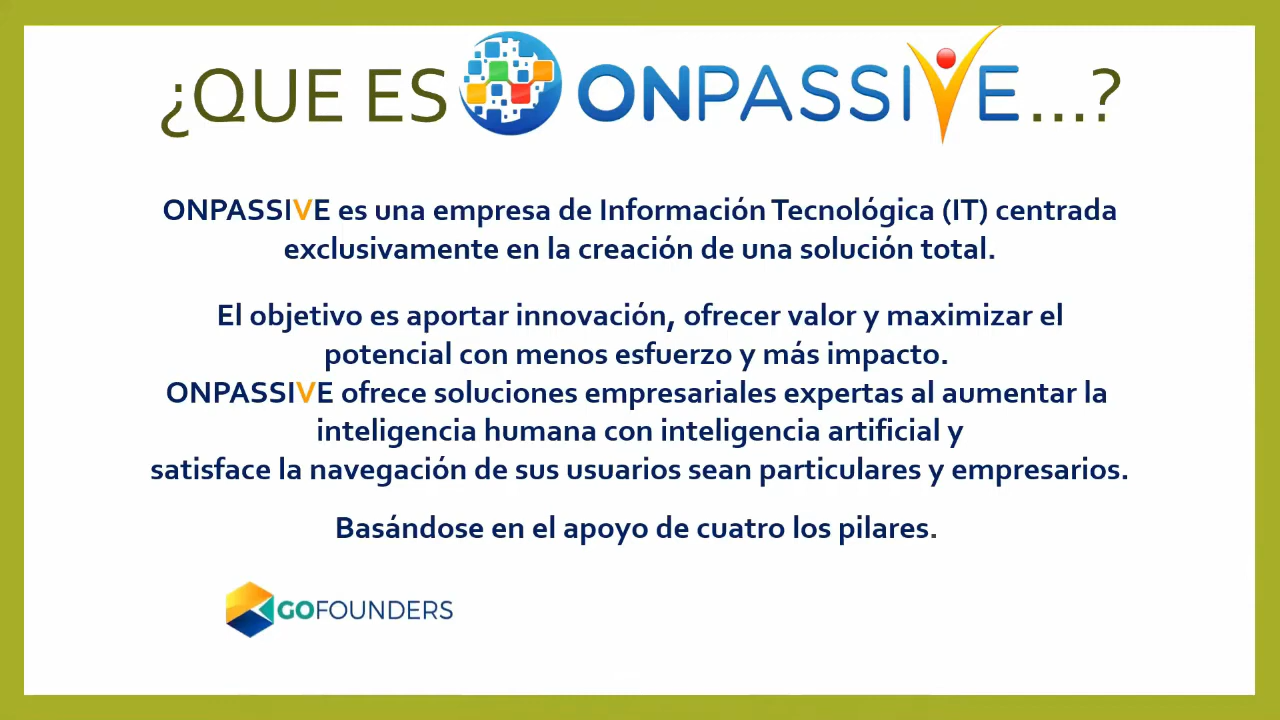 ¿QUE ES ONPASSIVE...?
ONPASSIVE es una empresa de Información Tecnológica (IT) centrada
exclusivamente en la creación de una solución total.
El objetivo es aportar innovación, ofrecer valor y maximizar el
potencial con menos esfuerzo y más impacto.
ONPASSIVE ofrece soluciones empresariales expertas al aumentar la
inteligencia humana con inteligencia artificial y
satisface la navegación de sus usuarios sean particulares y empresarios.
Basándose en el apoyo de cuatro los pilares.
GOFOUNDERS